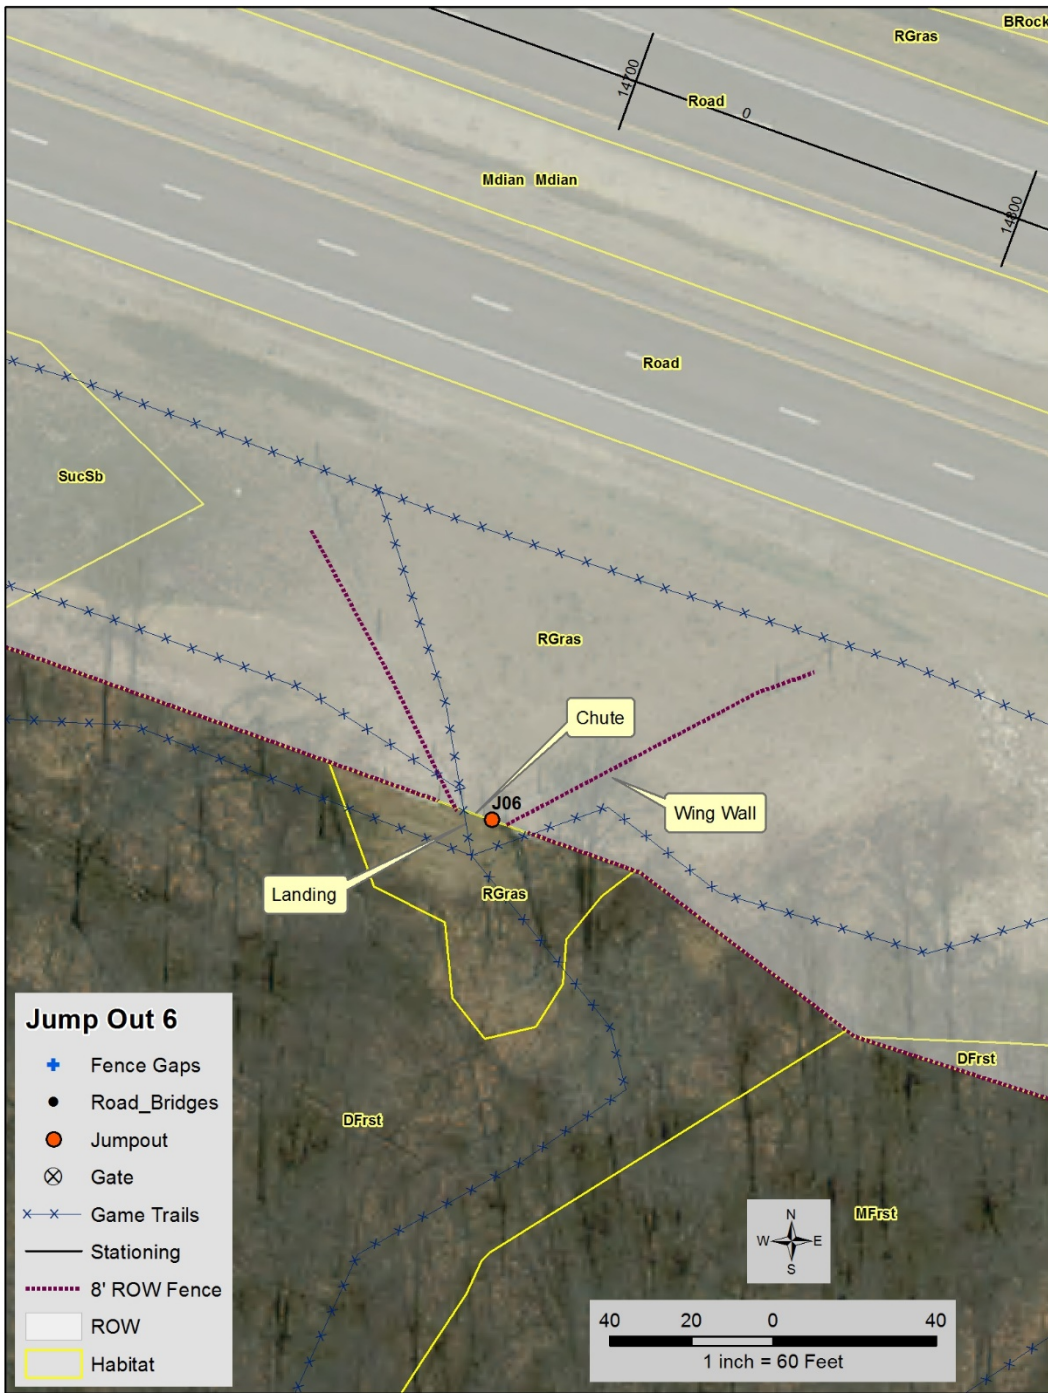 BRock
RGras
14700
Road
0
Mdian Mdian
14800
Road
SucSb
RGras
Chute
J06
Wing Wall
Landing
RGras
DFrst
DFrst
MFrst
Jump Out 6
Fence Gaps
Road_Bridges
Jumpout
Gate
Game Trails
Stationing
8' ROW Fence
ROW
Habitat
N
W E
S
40 20 0 40
1 inch = 60 Feet